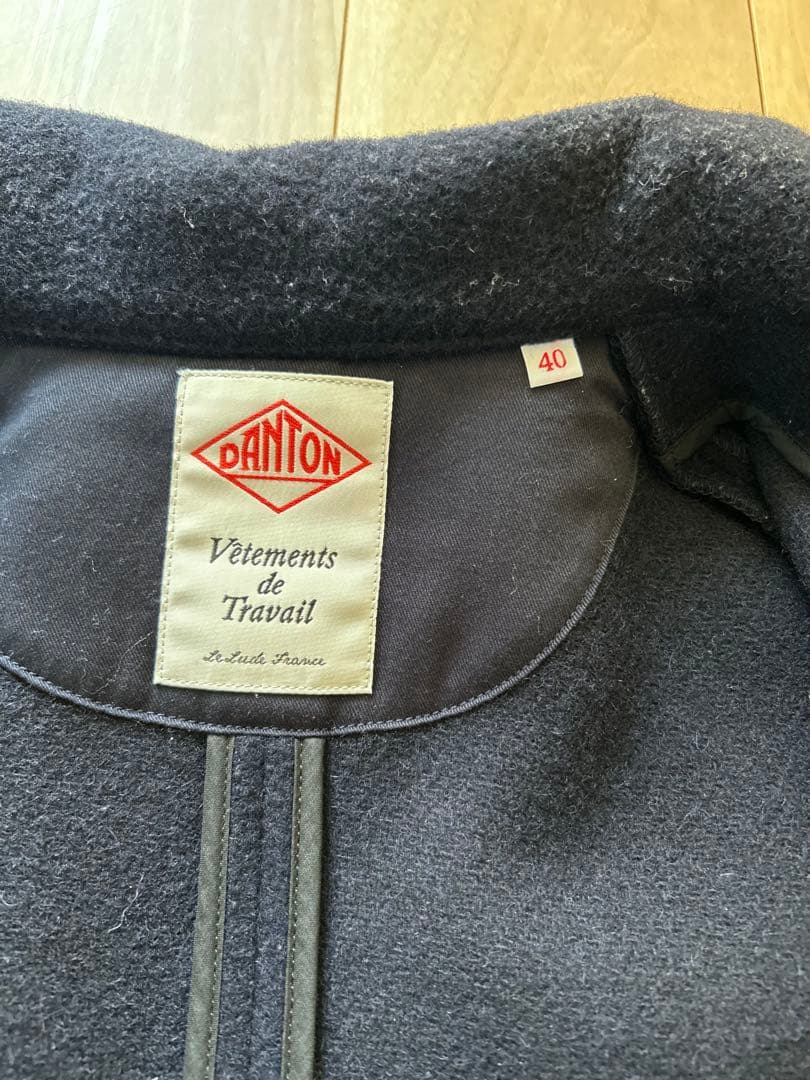 40
DANTON
Vêtements
de
Travail
Le Lude France